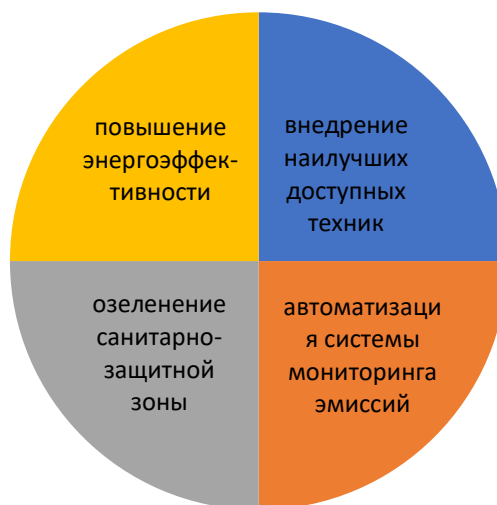 повышение
энергоэффек-
тивности
внедрение
наилучших
доступных
техник
озеленение
санитарно-
защитной
зоны
автоматизаци
я системы
мониторинга
эмиссий